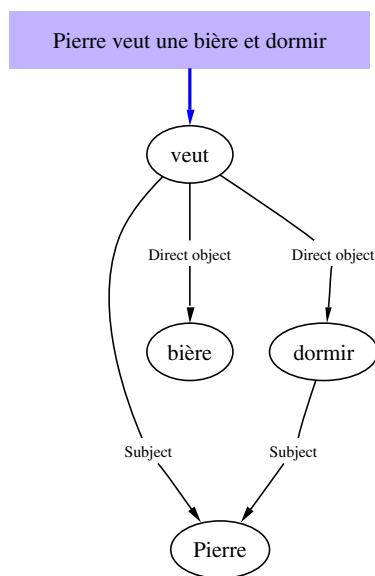 Pierre veut une bière et dormir
veut
Direct object
Direct object
bière
dormir
Subject
Subject
Pierre